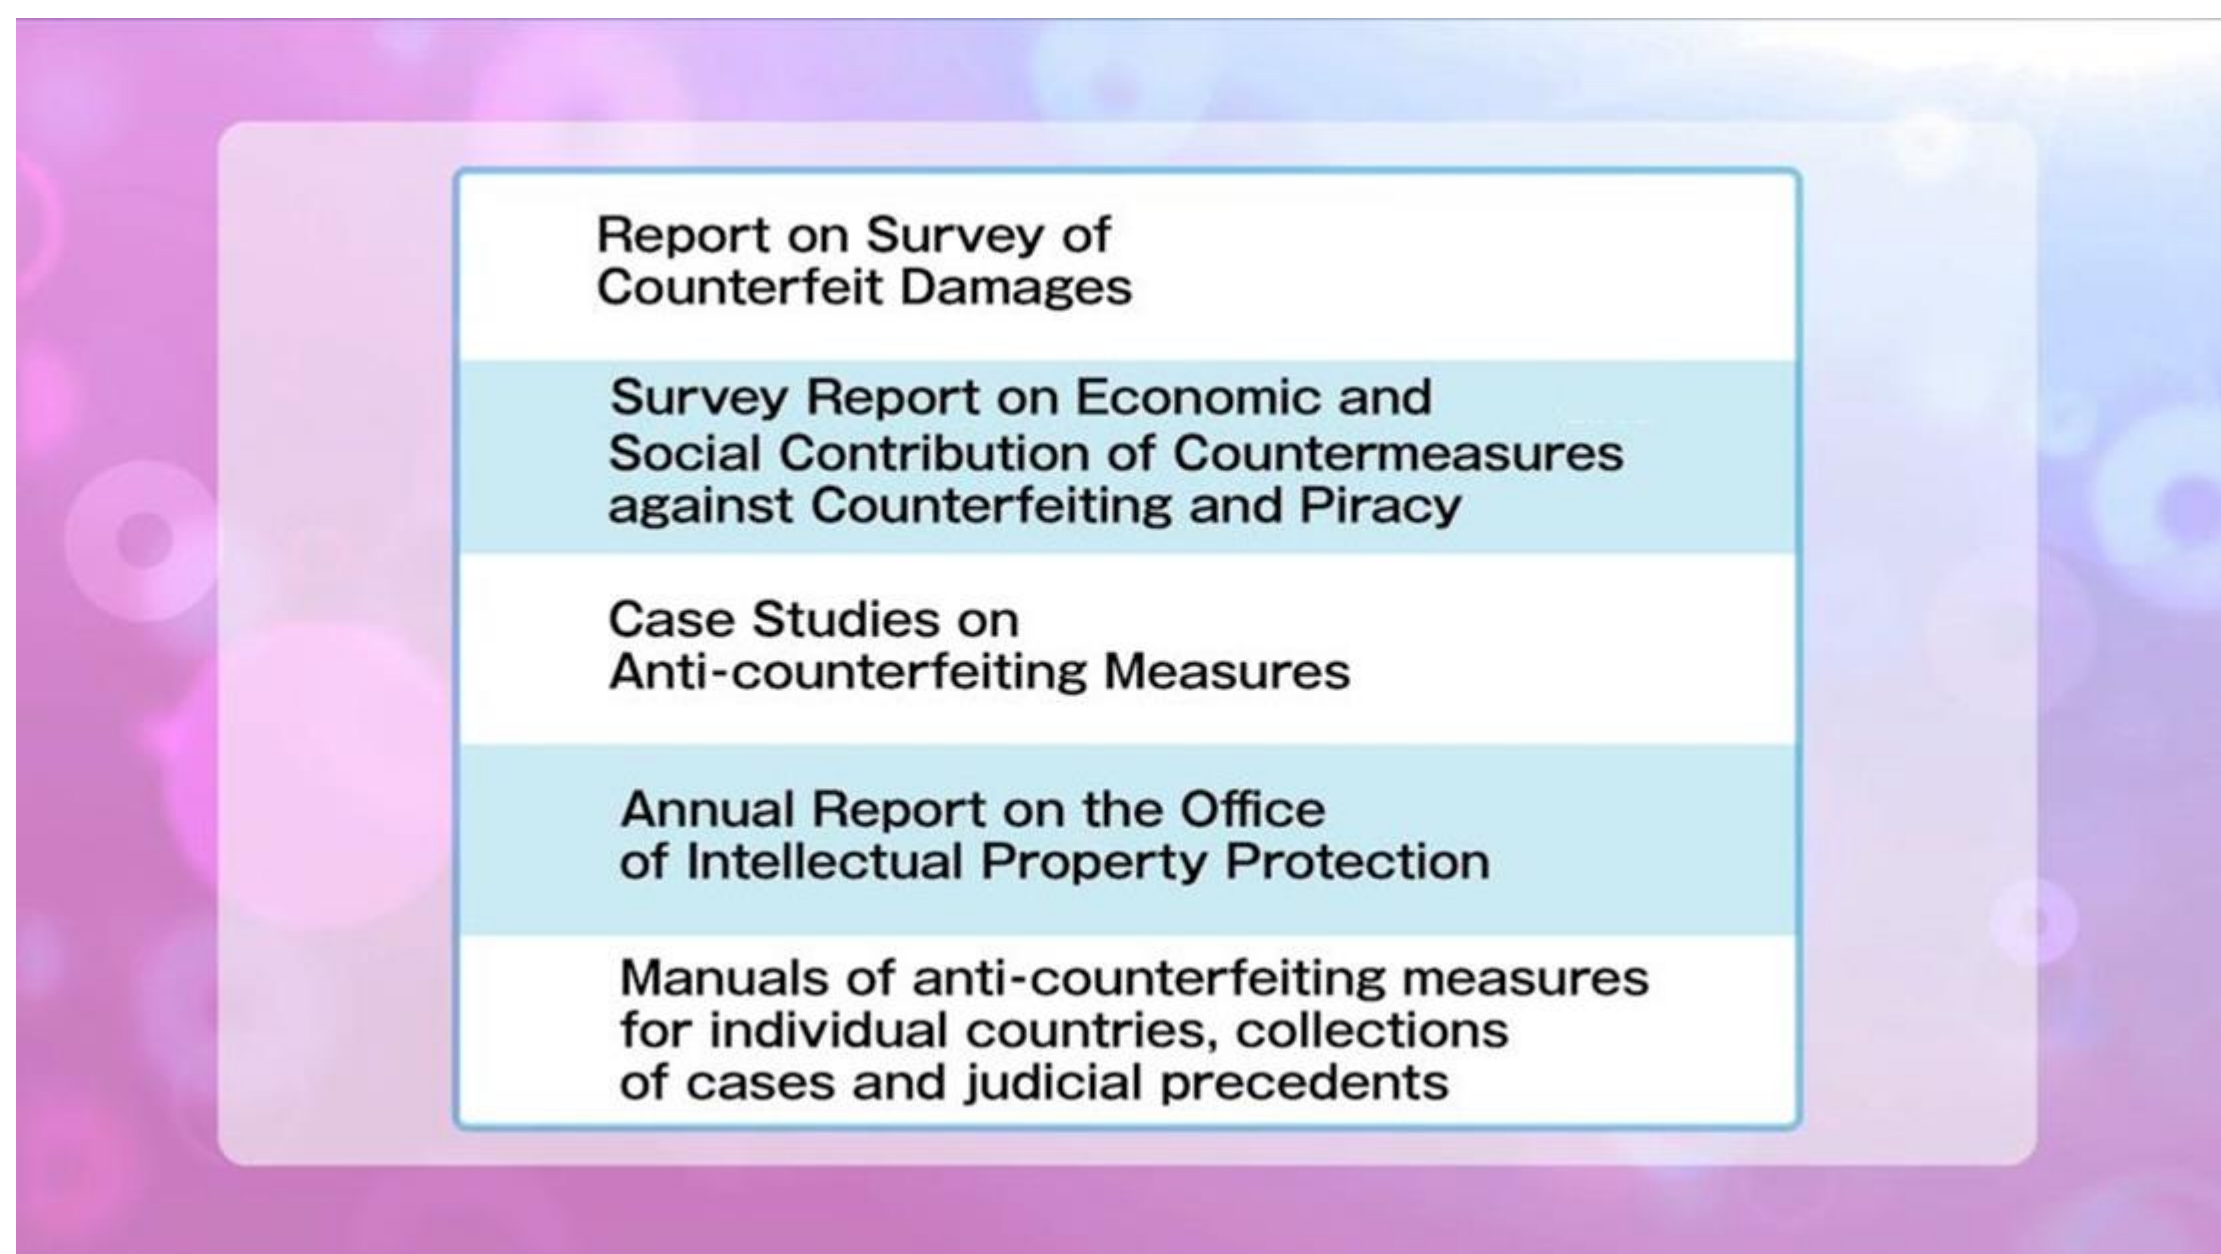 Report on Survey of
Counterfeit Damages
Survey Report on Economic and
Social Contribution of Countermeasures
against Counterfeiting and Piracy
Case Studies on
Anti-counterfeiting Measures
Annual Report on the Office
of Intellectual Property Protection
Manuals of anti-counterfeiting measures
for individual countries, collections
of cases and judicial precedents